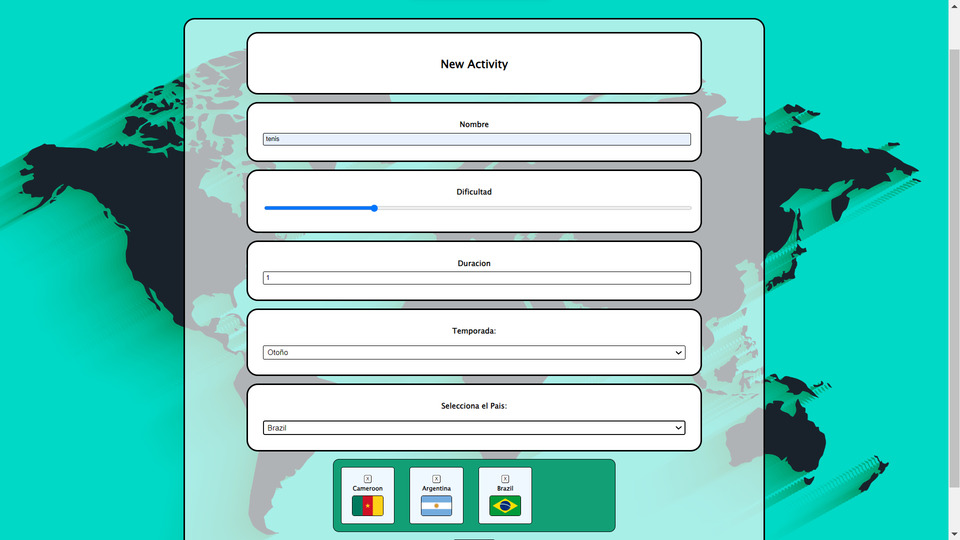 New Activity
Nombre
tenis
Dificultad
Duracion
1
Temporada:
Otoño
Selecciona el Pais:
Brazil
X X X
Cameroon Argentina Brazil